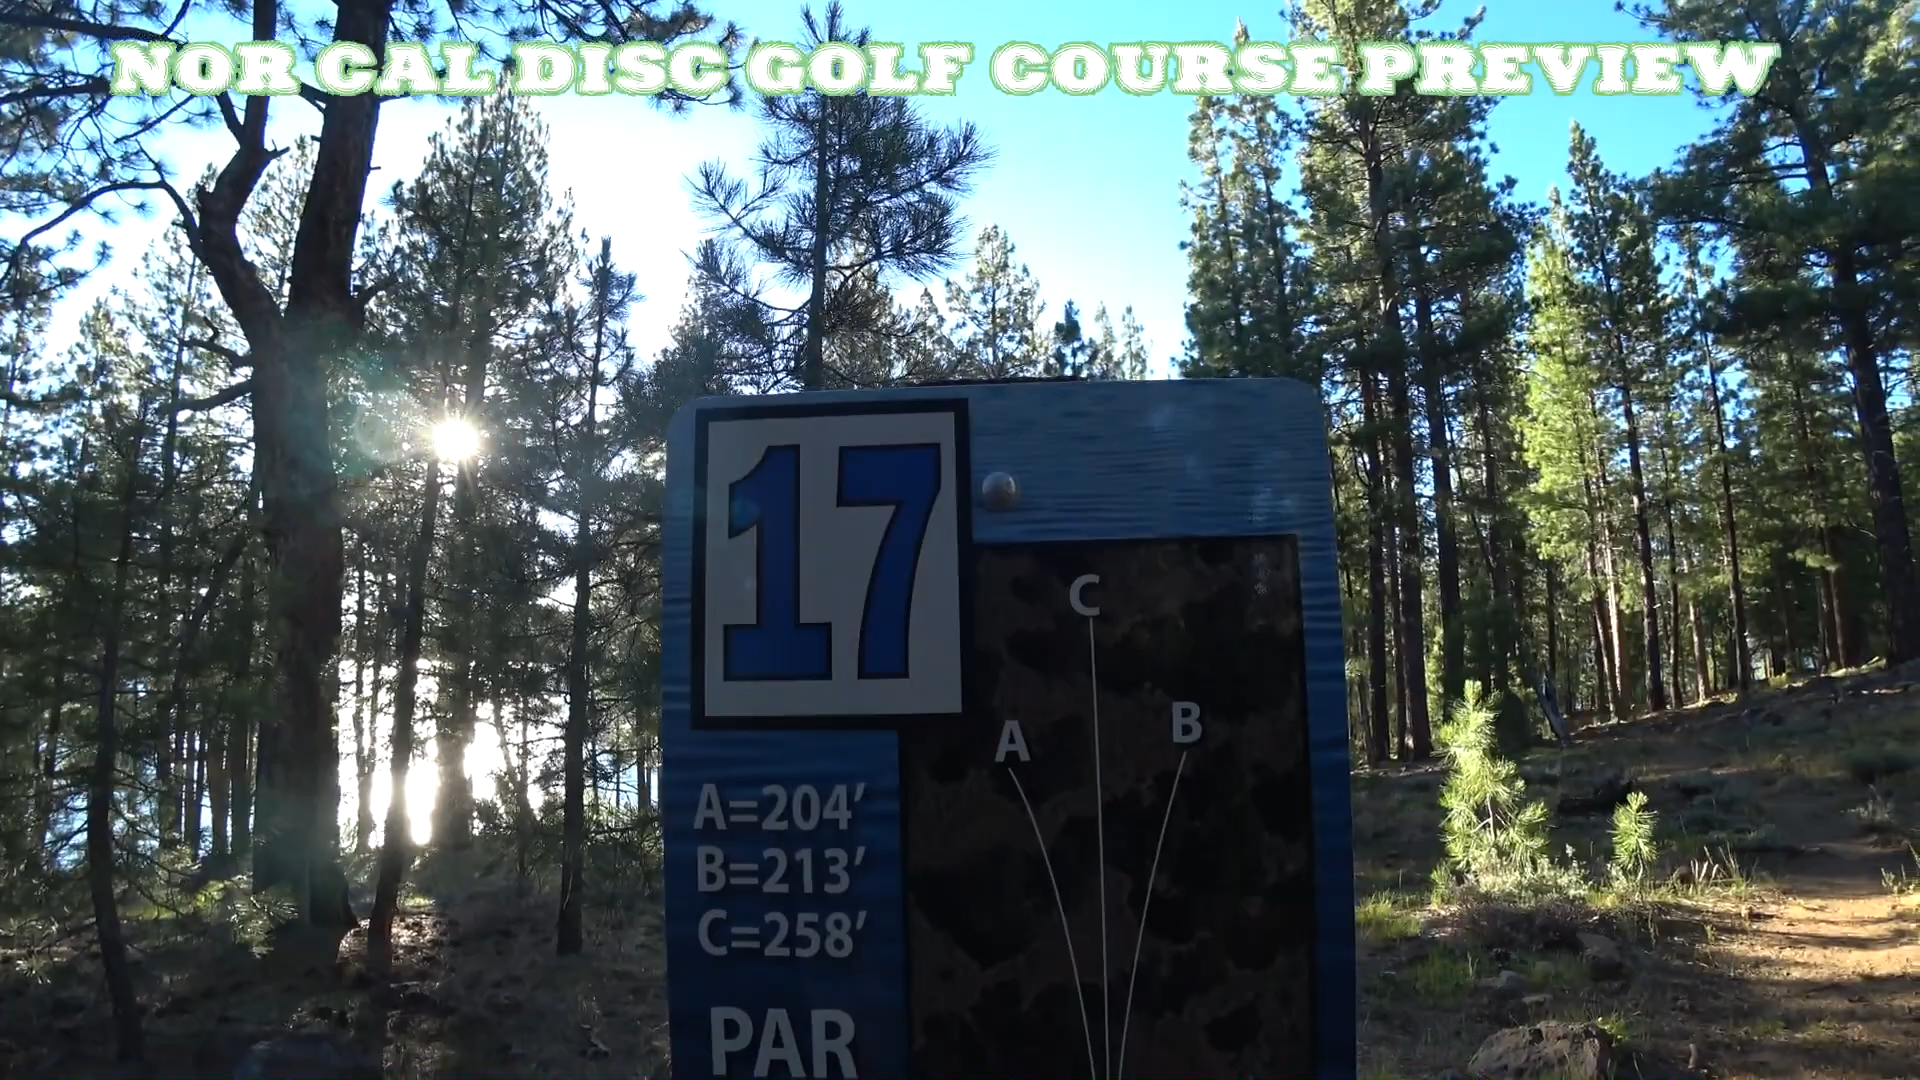 NOR CAL DISC GOLF COURSE PREVIEW
17
C
A
B
A=204'
B=213'
C=258'
PAR